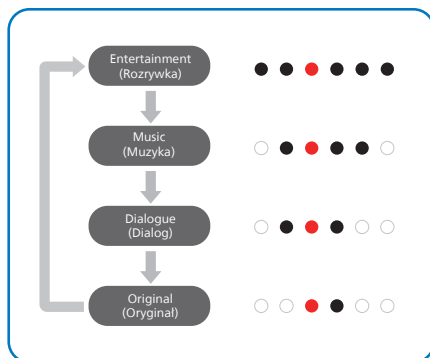 Entertainment
(Rozrywka)
Music
(Muzyka)
Dialogue
(Dialog)
Original
(Oryginał)